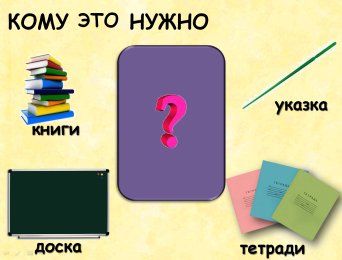 КОМУ ЭТО НУЖНО
?
книги
указка
доска
тетради